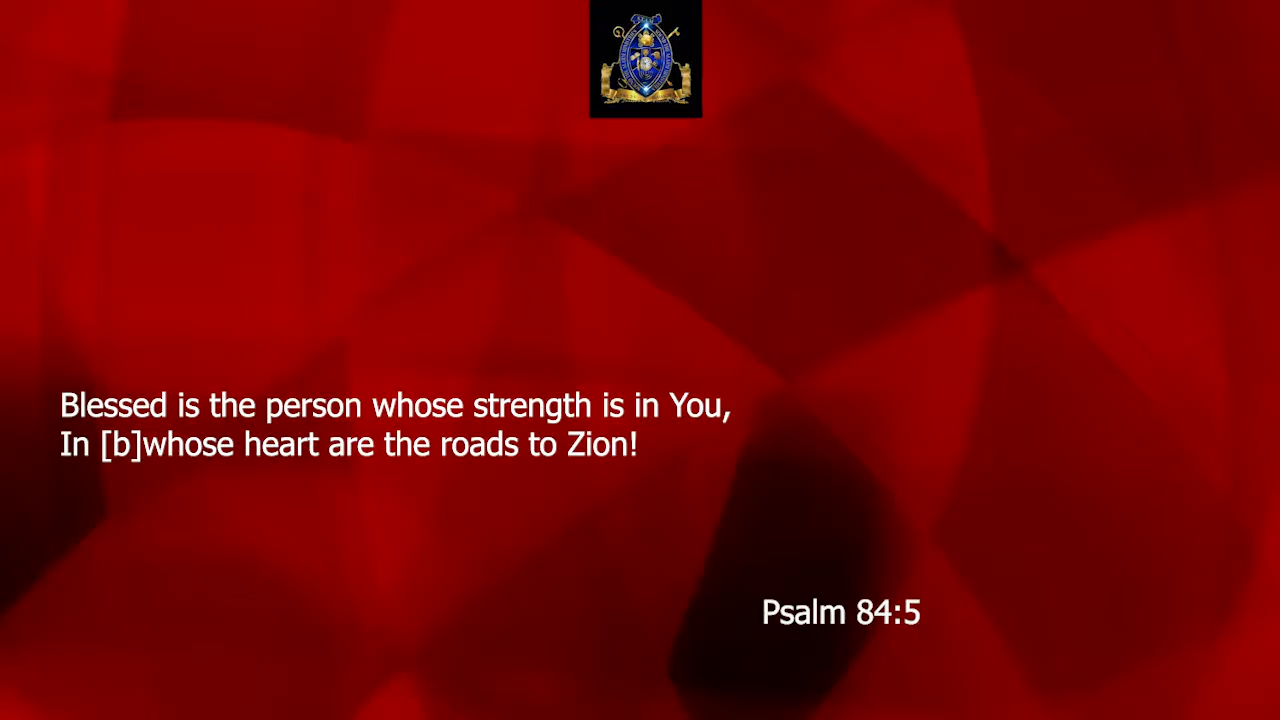 Blessed is the person whose strength is in You,
In [b]whose heart are the roads to Zion!
Psalm 84:5